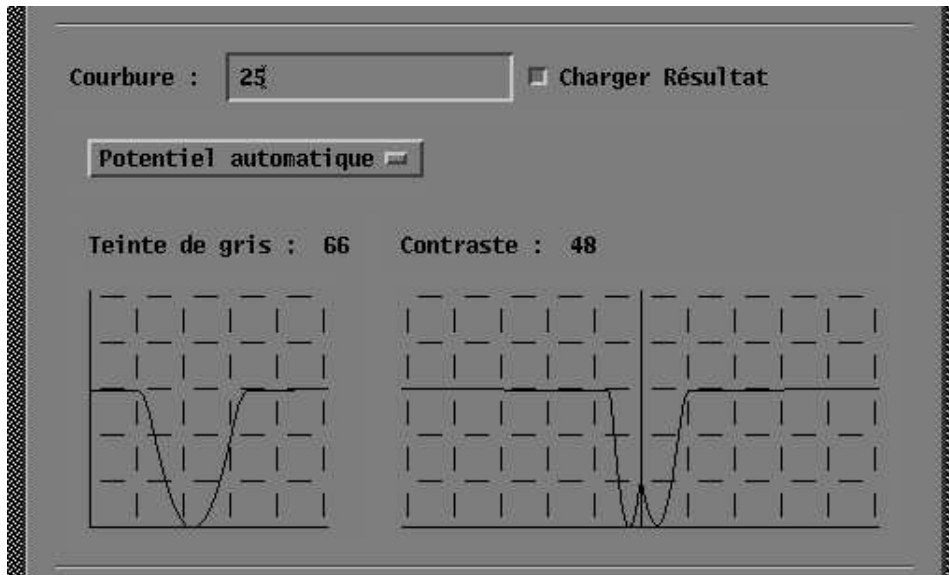 Courbure : 25
Charger Résultat
Potentiel automatique
Teinte de gris : 66
Contraste : 48